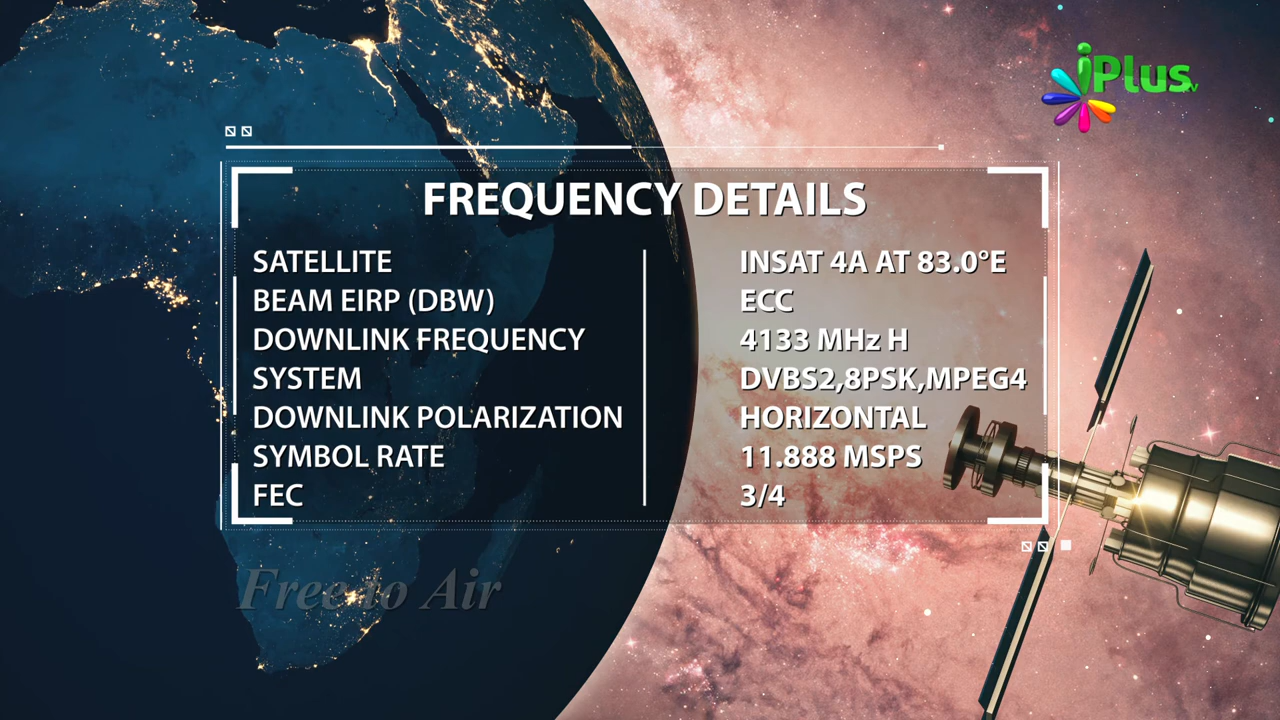 iPlus TV
FREQUENCY DETAILS
SATELLITE INSAT 4A AT 83.0°E
BEAM EIRP (DBW) ECC
DOWNLINK FREQUENCY 4133 MHz H
SYSTEM DVBS2,8PSK,MPEG4
DOWNLINK POLARIZATION HORIZONTAL
SYMBOL RATE 11.888 MSPS
FEC 3/4
Free to Air